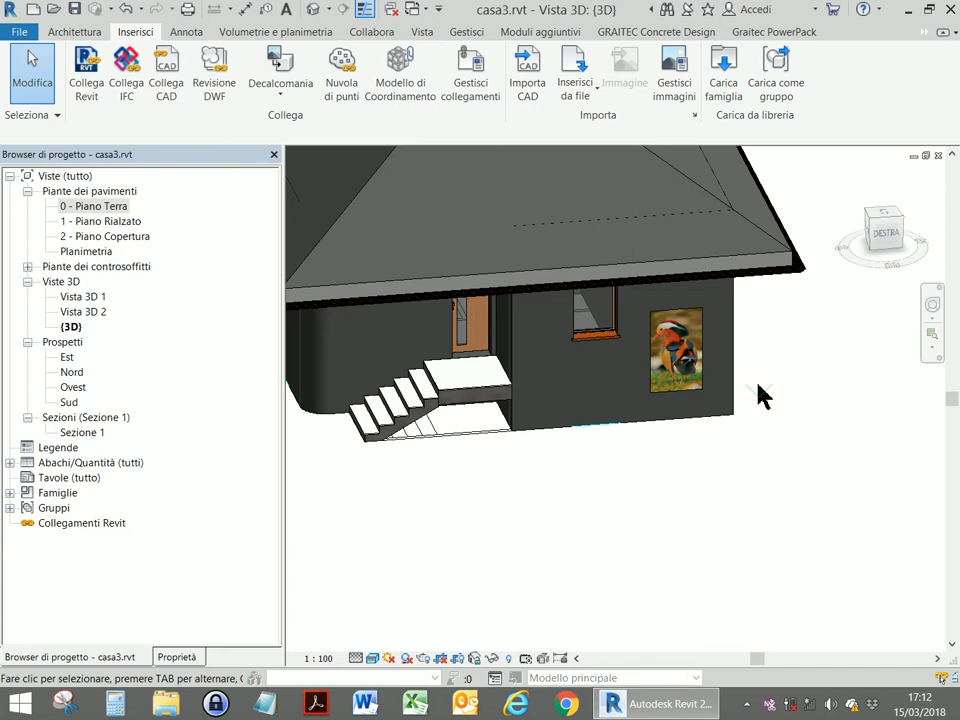 casa3.rvt - Vista 3D: {3D}
Accedi
File
Architettura
Inserisci
Annota
Volumetrie e planimetria
Collabora
Vista
Gestisci
Moduli aggiuntivi
GRAITEC Concrete Design
Graitec PowerPack
Modifica
Collega Revit
Collega IFC
Collega CAD
Revisione DWF
Decalcomania
Nuvola di punti
Modello di Coordinamento
Gestisci collegamenti
Importa CAD
Inserisci da file
Immagine
Gestisci immagini
Carica famiglia
Carica come gruppo
Seleziona
Collega
Importa
Carica da libreria
Browser di progetto - casa3.rvt
Viste (tutto)
Piante dei pavimenti
0 - Piano Terra
1 - Piano Rialzato
2 - Piano Copertura
Planimetria
Piante dei controsoffitti
Viste 3D
Vista 3D 1
Vista 3D 2
{3D}
Prospetti
Est
Nord
Ovest
Sud
Sezioni (Sezione 1)
Sezione 1
Legende
Abachi/Quantità (tutti)
Tavole (tutto)
Famiglie
Gruppi
Collegamenti Revit
DESTRA
Browser di progetto - casa3.rvt
Proprietà
1 : 100
Fare clic per selezionare, premere TAB per alternare, C
:0
Modello principale
Autodesk Revit 2...
17:12
15/03/2018